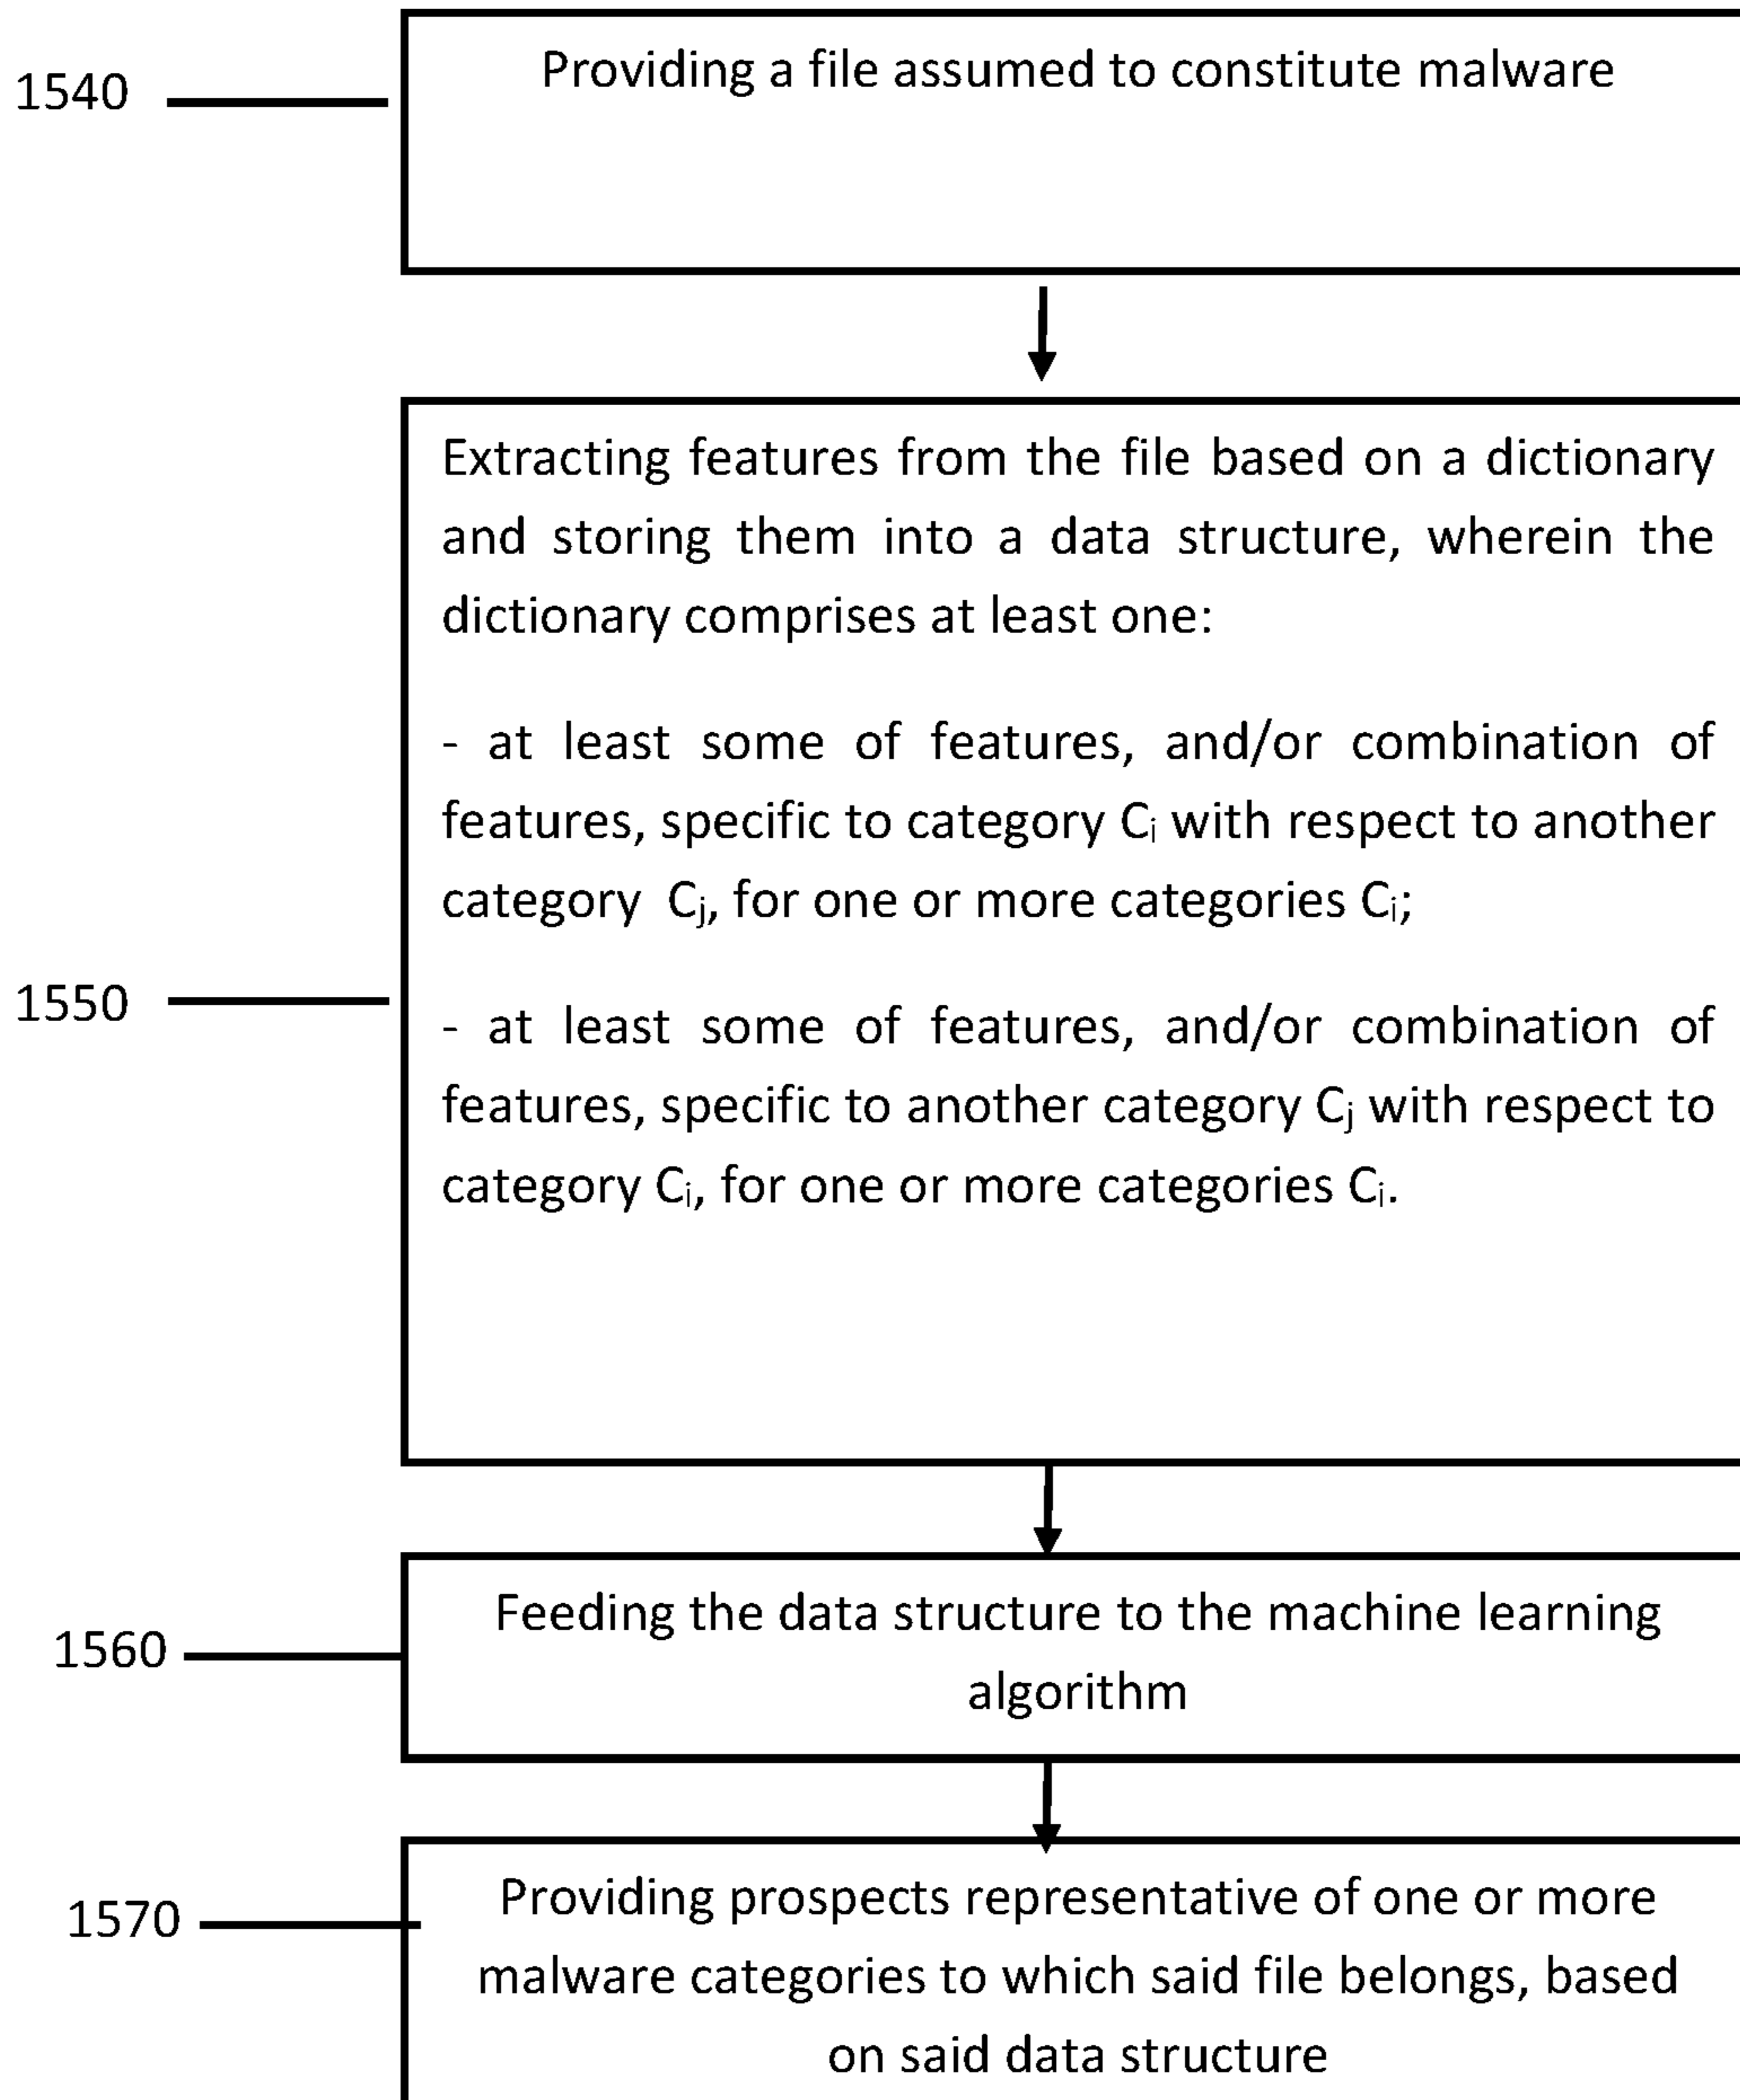 1540
Providing a file assumed to constitute malware
Extracting features from the file based on a dictionary
and storing them into a data structure, wherein the
dictionary comprises at least one:
- at least some of features, and/or combination of
features, specific to category Cᵢ with respect to another
category Cⱼ, for one or more categories Cᵢ;
1550
- at least some of features, and/or combination of
features, specific to another category Cⱼ with respect to
category Cᵢ, for one or more categories Cᵢ.
1560
Feeding the data structure to the machine learning
algorithm
1570
Providing prospects representative of one or more
malware categories to which said file belongs, based
on said data structure